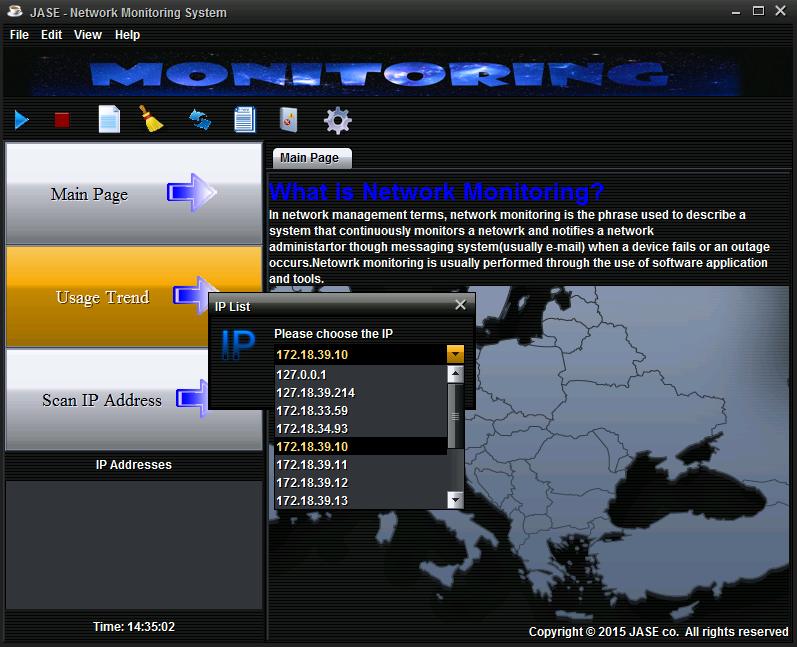 JASE - Network Monitoring System
File Edit View Help
MONITORING
Main Page
Usage Trend
Scan IP Address
IP Addresses
Time: 14:35:02
Main Page
What is Network Monitoring?
In network management terms, network monitoring is the phrase used to describe a
system that continuously monitors a netowrk and notifies a network
administartor though messaging system(usually e-mail) when a device fails or an outage
occurs.Netowrk monitoring is usually performed through the use of software application
and tools.
IP List
IP
Please choose the IP
172.18.39.10
127.0.0.1
127.18.39.214
172.18.33.59
172.18.34.93
172.18.39.10
172.18.39.11
172.18.39.12
172.18.39.13
Copyright © 2015 JASE co. All rights reserved